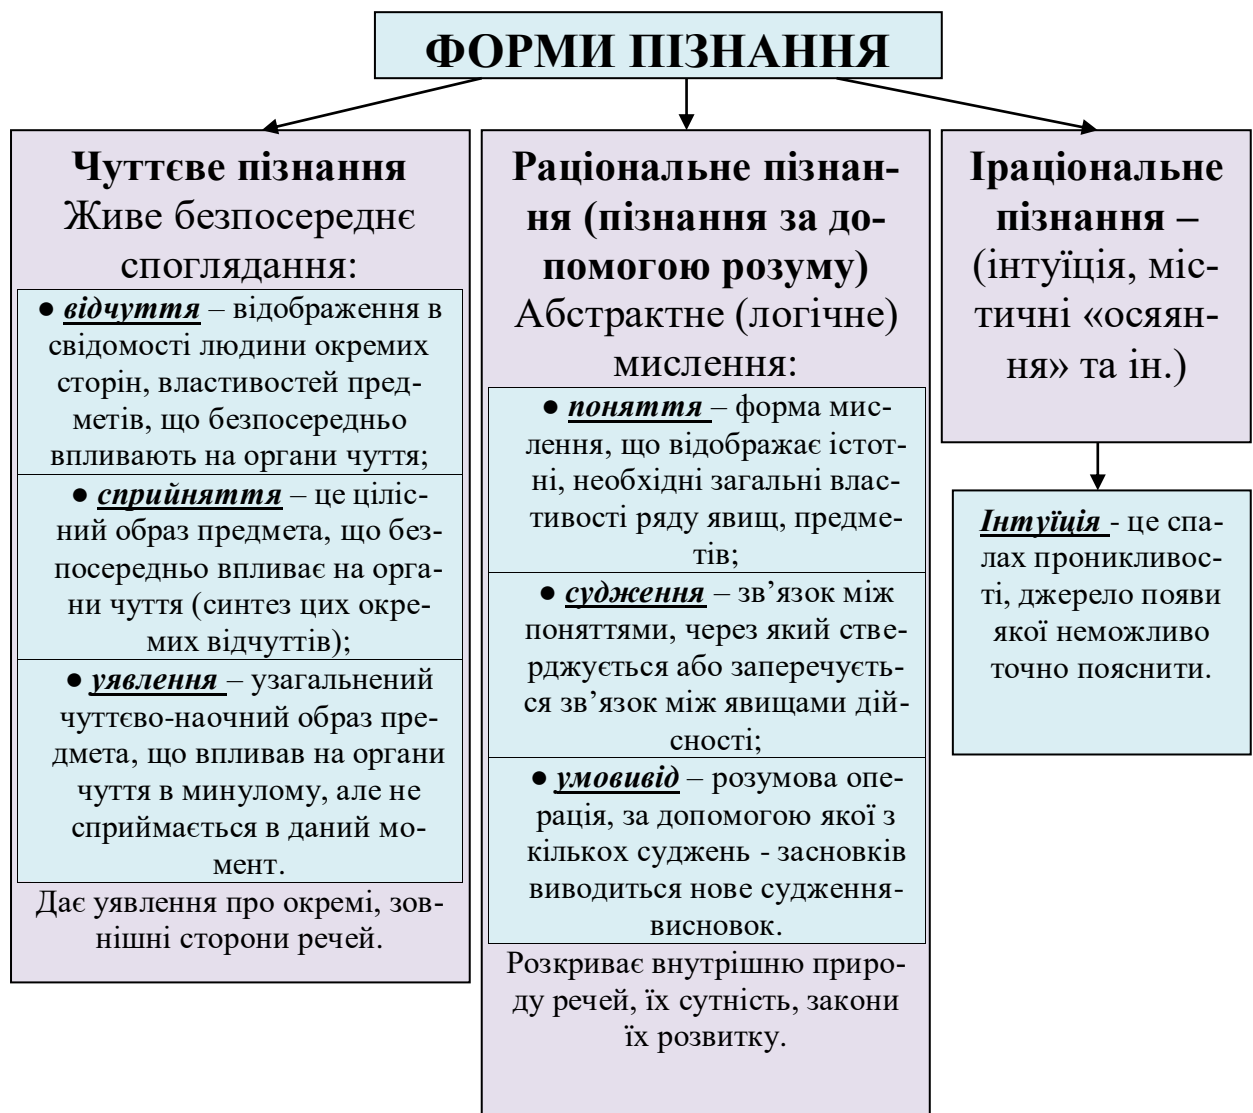 ФОРМИ ПІЗНАННЯ
Чуттєве пізнання
Живе безпосереднє
споглядання:
● відчуття – відображення в
свідомості людини окремих
сторін, властивостей пред-
метів, що безпосередньо
впливають на органи чуття;
● сприйняття – це ціліс-
ний образ предмета, що без-
посередньо впливає на орга-
ни чуття (синтез цих окре-
мих відчуттів);
● уявлення – узагальнений
чуттєво-наочний образ пре-
дмета, що впливав на органи
чуття в минулому, але не
сприймається в даний мо-
мент.
Дає уявлення про окремі, зов-
нішні сторони речей.
Раціональне пізнан-
ня (пізнання за до-
помогою розуму)
Абстрактне (логічне)
мислення:
● поняття – форма мис-
лення, що відображає істот-
ні, необхідні загальні влас-
тивості ряду явищ, предме-
тів;
● судження – зв’язок між
поняттями, через який стве-
рджується або заперечуєть-
ся зв’язок між явищами дій-
сності;
● умовивід – розумова опе-
рація, за допомогою якої з
кількох суджень - засновків
виводиться нове судження-
висновок.
Розкриває внутрішню приро-
ду речей, їх сутність, закони
їх розвитку.
Ірраціональне
пізнання –
(інтуїція, міс-
тичні «осяян-
ня» та ін.)
Інтуїція - це спа-
лах проникливос-
ті, джерело появи
якої неможливо
точно пояснити.